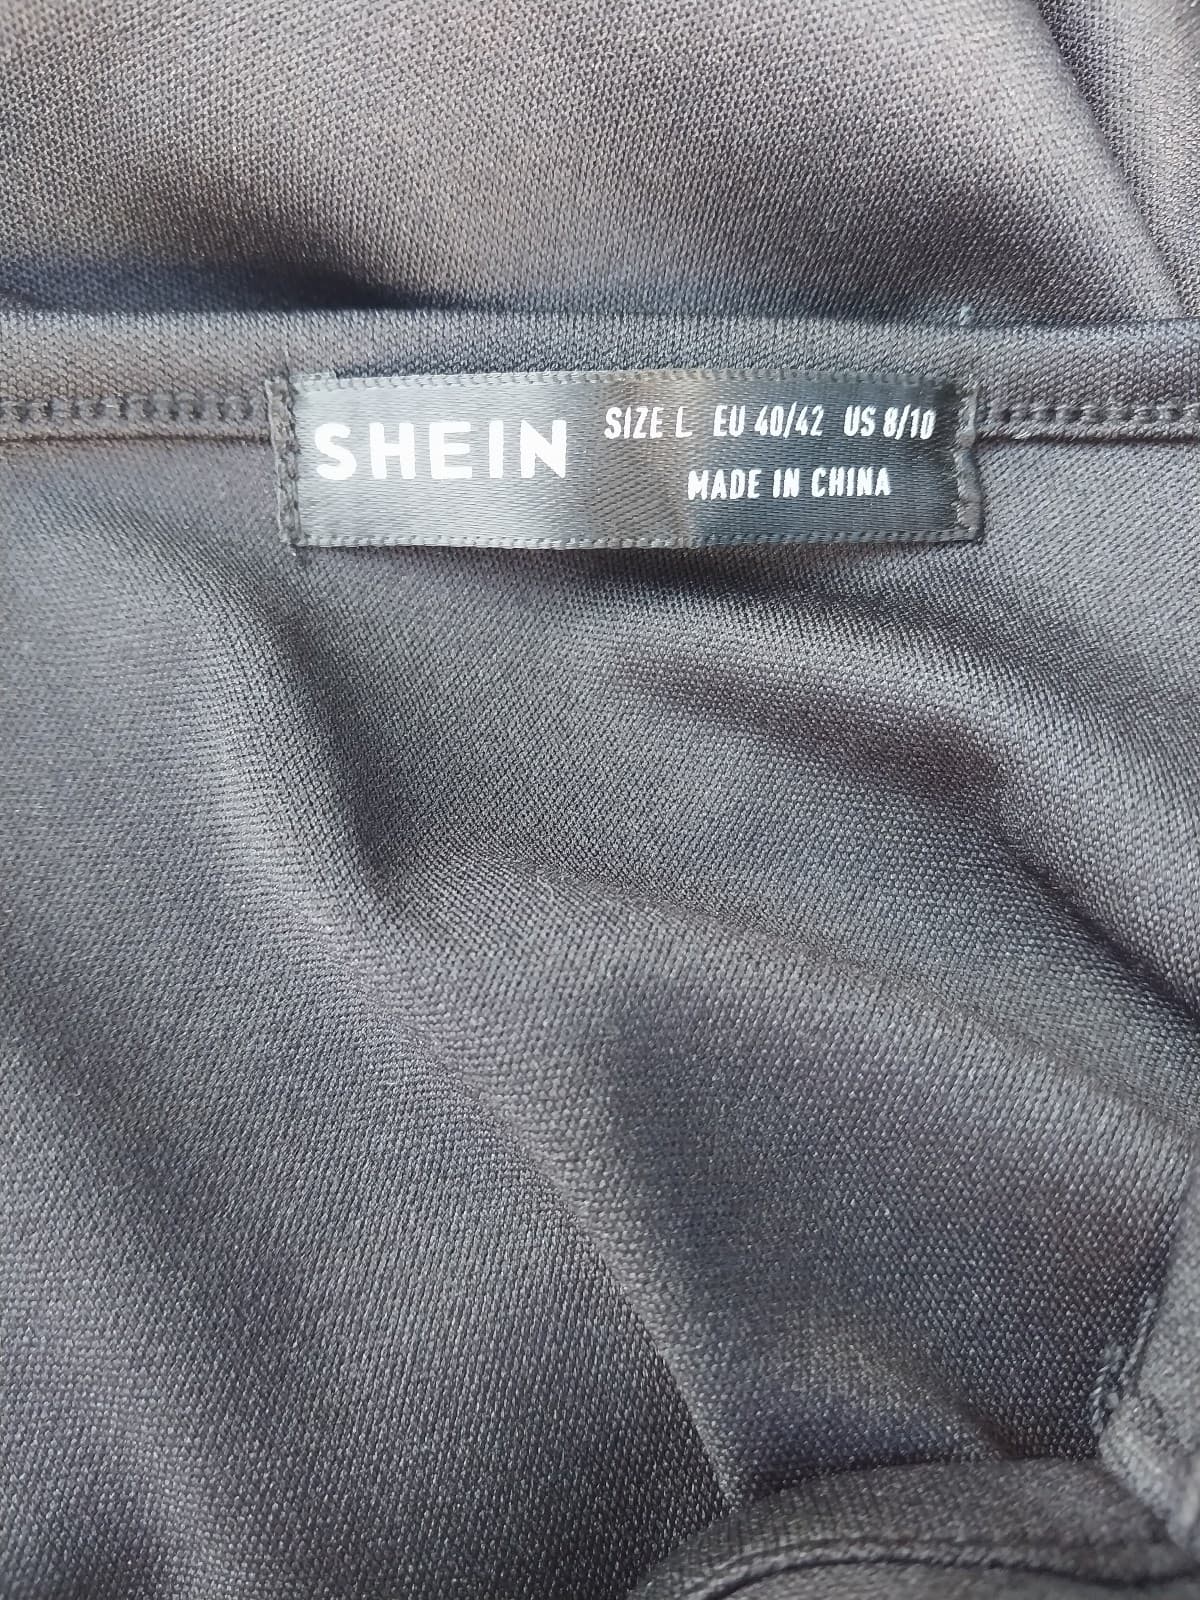 SHEIN
SIZE L EU 40/42 US 8/10
MADE IN CHINA